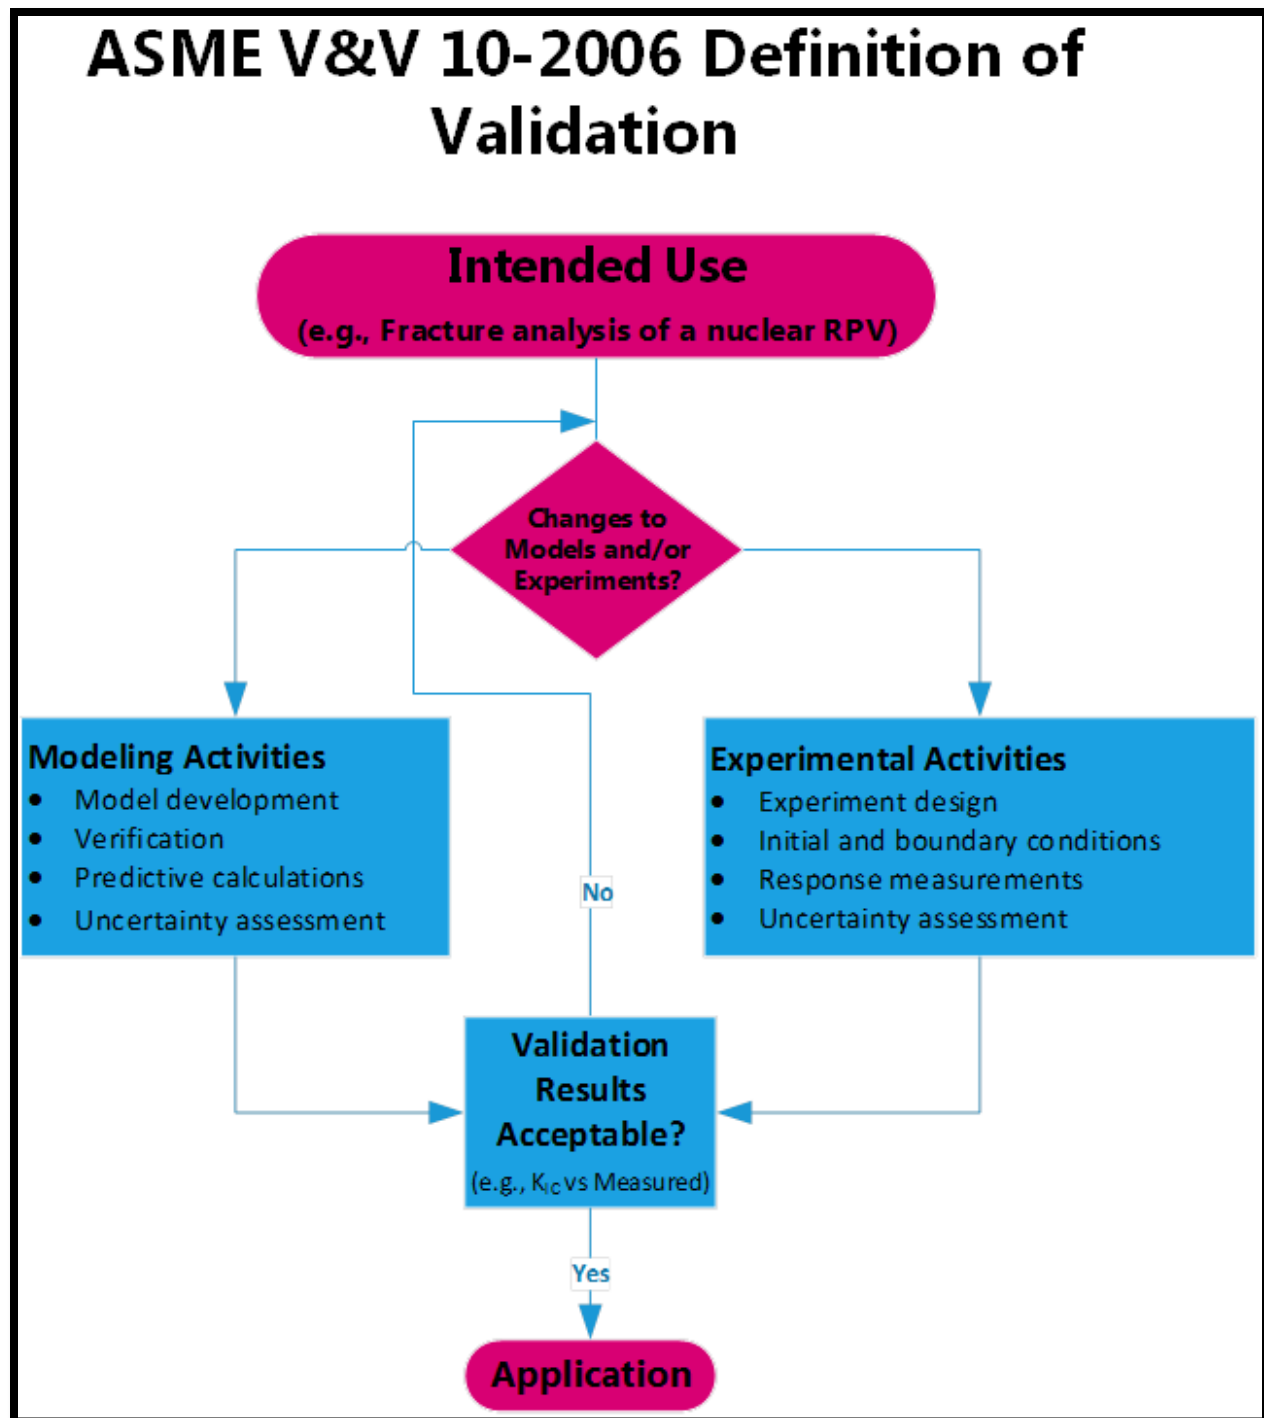 ASME V&V 10-2006 Definition of
Validation
Intended Use
(e.g., Fracture analysis of a nuclear RPV)
Changes to
Models and/or
Experiments?
Modeling Activities
● Model development
● Verification
● Predictive calculations
● Uncertainty assessment
Experimental Activities
● Experiment design
● Initial and boundary conditions
● Response measurements
● Uncertainty assessment
No
Validation
Results
Acceptable?
(e.g., KIC vs Measured)
Yes
Application